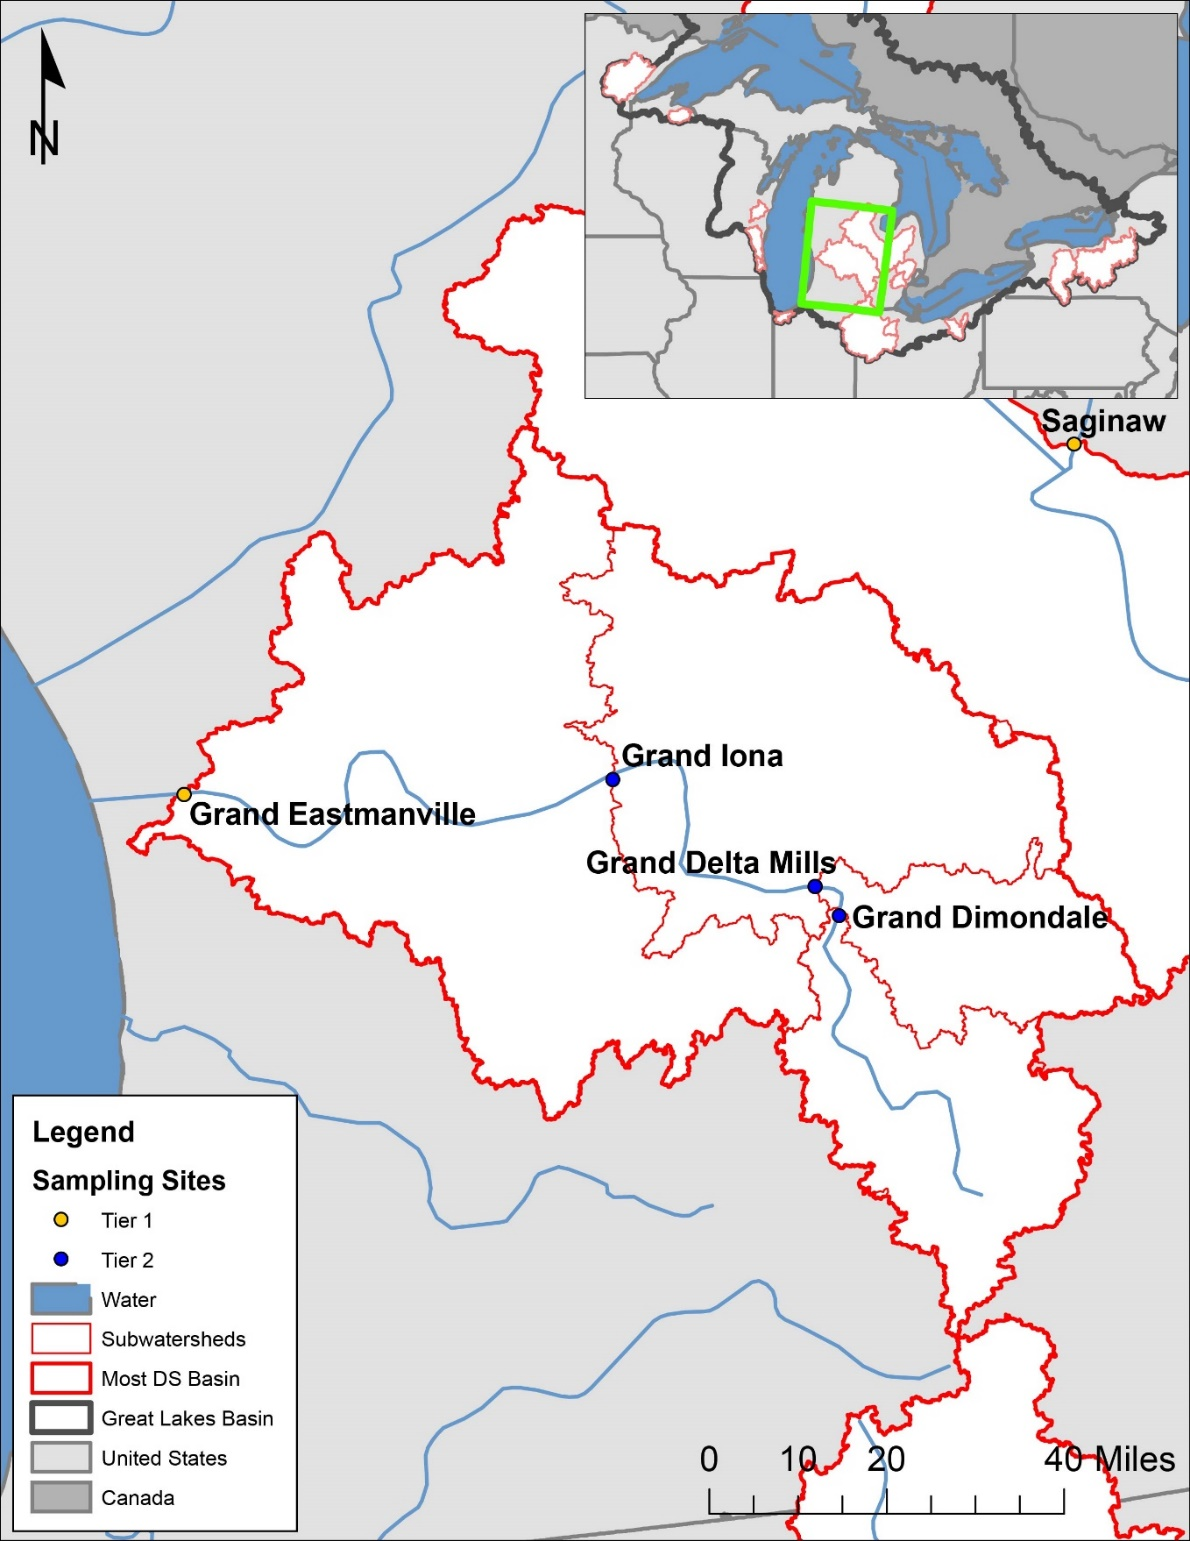 N
Saginaw
Grand Iona
Grand Eastmanville
Grand Delta Mills
Grand Dimondale
Legend
Sampling Sites
Tier 1
Tier 2
Water
Subwatersheds
Most DS Basin
Great Lakes Basin
United States
Canada
0 10 20 40 Miles